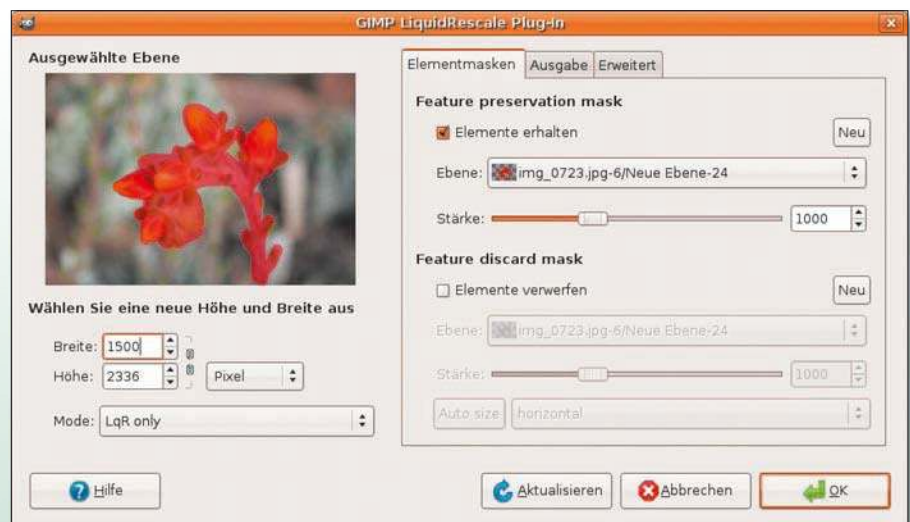 GIMP LiquidRescale Plug-In
Ausgewählte Ebene
Wählen Sie eine neue Höhe und Breite aus
Breite: 1500
Höhe: 2336 Pixel
Mode: LqR only
Elementmasken Ausgabe Erweitert
Feature preservation mask
Elemente erhalten Neu
Ebene: img_0723.jpg-6/Neue Ebene-24
Stärke: 1000
Feature discard mask
Elemente verwerfen Neu
Ebene: img_0723.jpg-6/Neue Ebene-24
Stärke: 1000
Auto size horizontal
Hilfe Aktualisieren Abbrechen OK